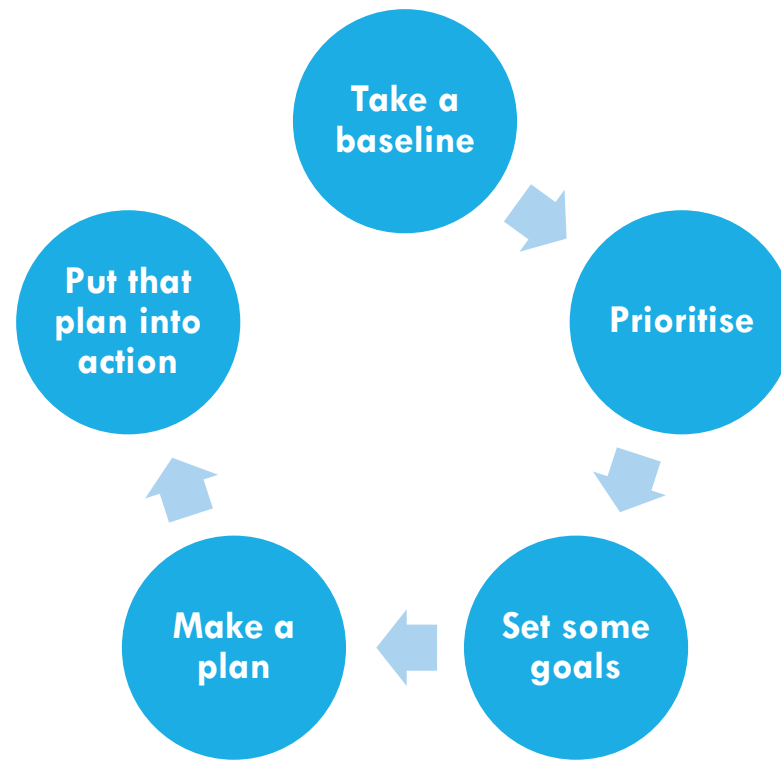 Take a
baseline
Prioritise
Set some
goals
Make a
plan
Put that
plan into
action